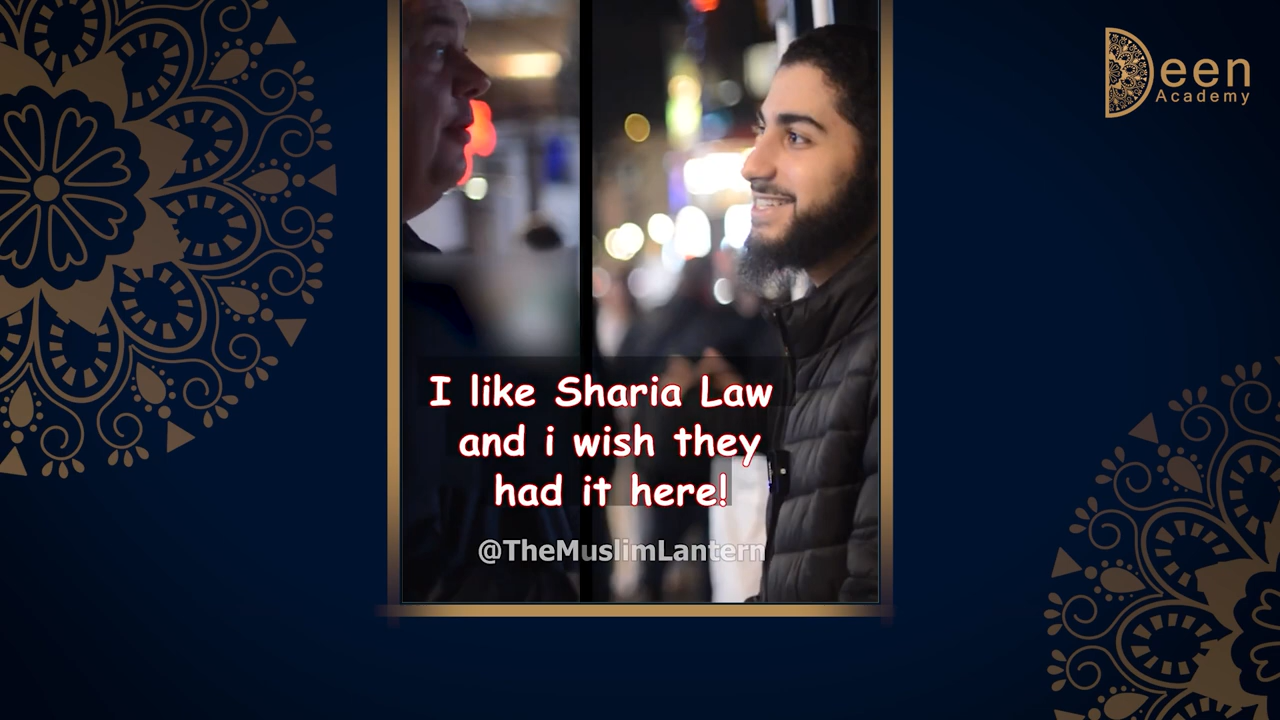 Deen
Academy
I like Sharia Law
and i wish they
had it here!
@TheMuslimLantern